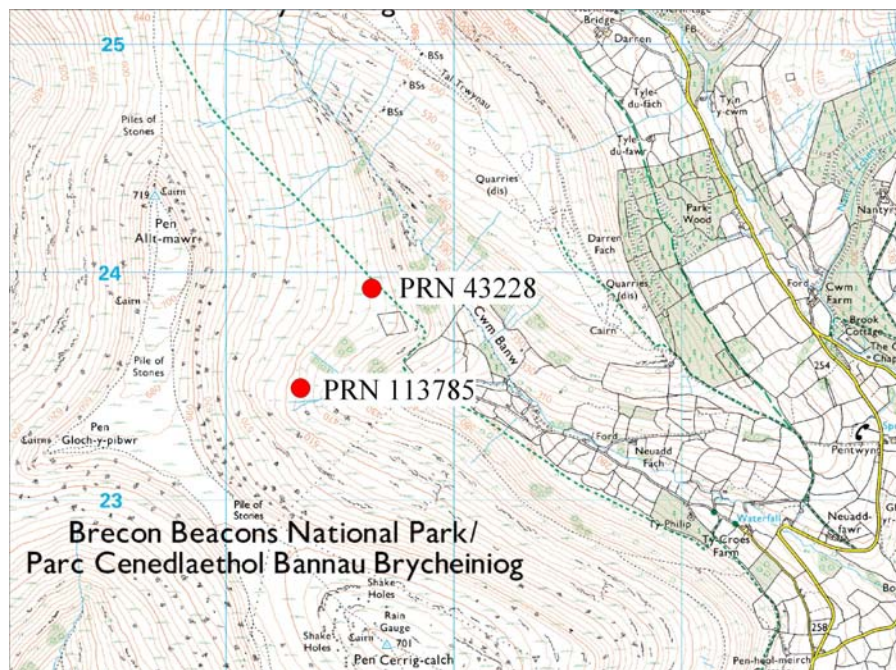 25
BSs
BSs
BSs
Tal Trwynau
Bridge
Darren
FB
Tyle-
du-fâch
Ty'n
y-cwm
Tyle-
du-fawr
Piles of
Stones
719
Cairn
Pen
Allt-mawr
Quarries
(dis)
Park
Wood
Darren
Fach
24
Cairn
PRN 43228
Quarries
(dis)
Cairn
Cwm Banw
Ford
Cwm
Farm
Brook
Cottage
254
Pile of
Stones
PRN 113785
Pen
Gloch-y-pibwr
Cairns
Ford
Neuadd
Fâch
Pentwyn
23
Pile of
Stones
Ty Philip
Waterfall
Neuadd-
fawr
Ty-Croes
Farm
Brecon Beacons National Park/
Parc Cenedlaethol Bannau Brycheiniog
Shake
Holes
Rain
Gauge
Shake
Holes
Cairn
701
Pen Cerrig-calch
258
Pen-heol-meirch